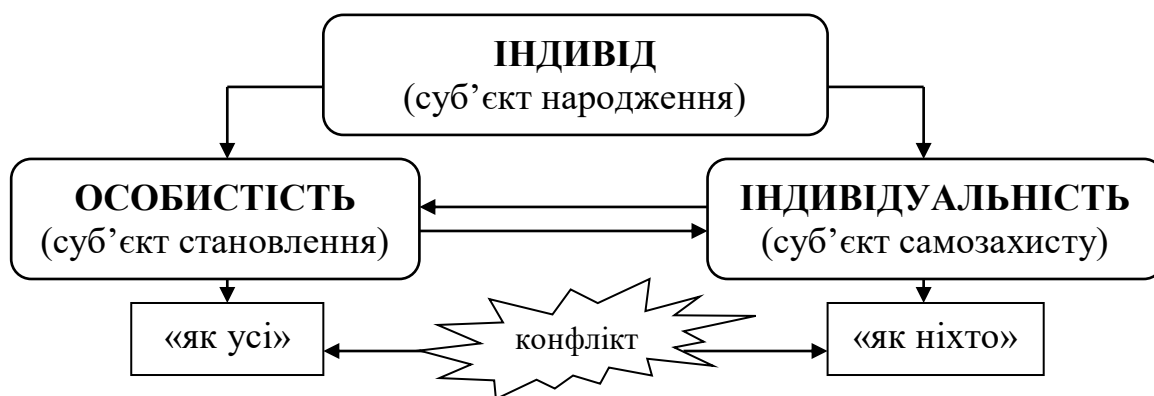 ІНДИВІД
(суб’єкт народження)
ОСОБИСТІСТЬ
(суб’єкт становлення)
ІНДИВІДУАЛЬНІСТЬ
(суб’єкт самозахисту)
«як усі»
конфлікт
«як ніхто»